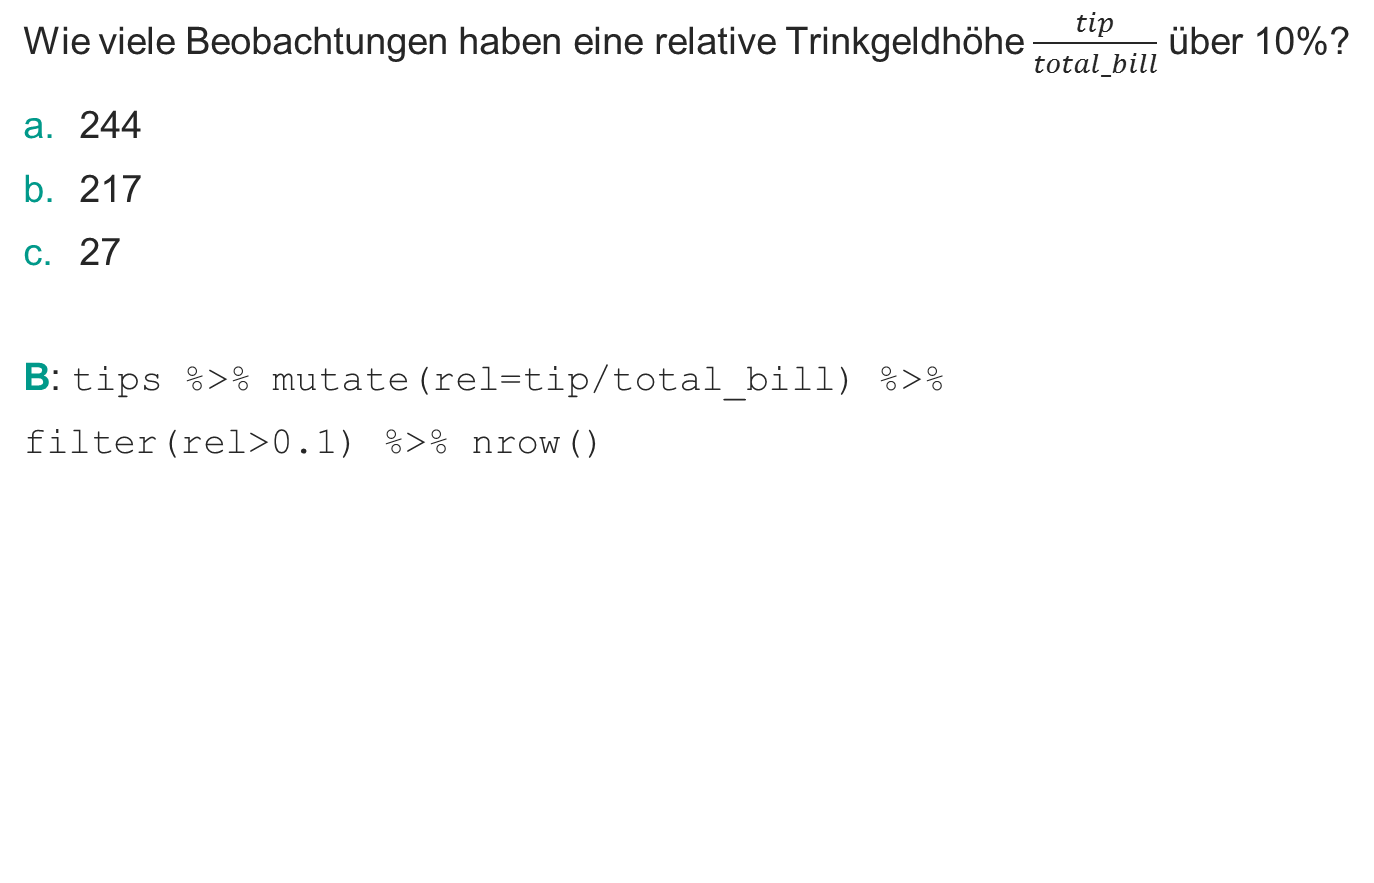 Wie viele Beobachtungen haben eine relative Trinkgeldhöhe tip/total_bill über 10%?
a. 244
b. 217
c. 27
B: tips %>% mutate(rel=tip/total_bill) %>%
filter(rel>0.1) %>% nrow()